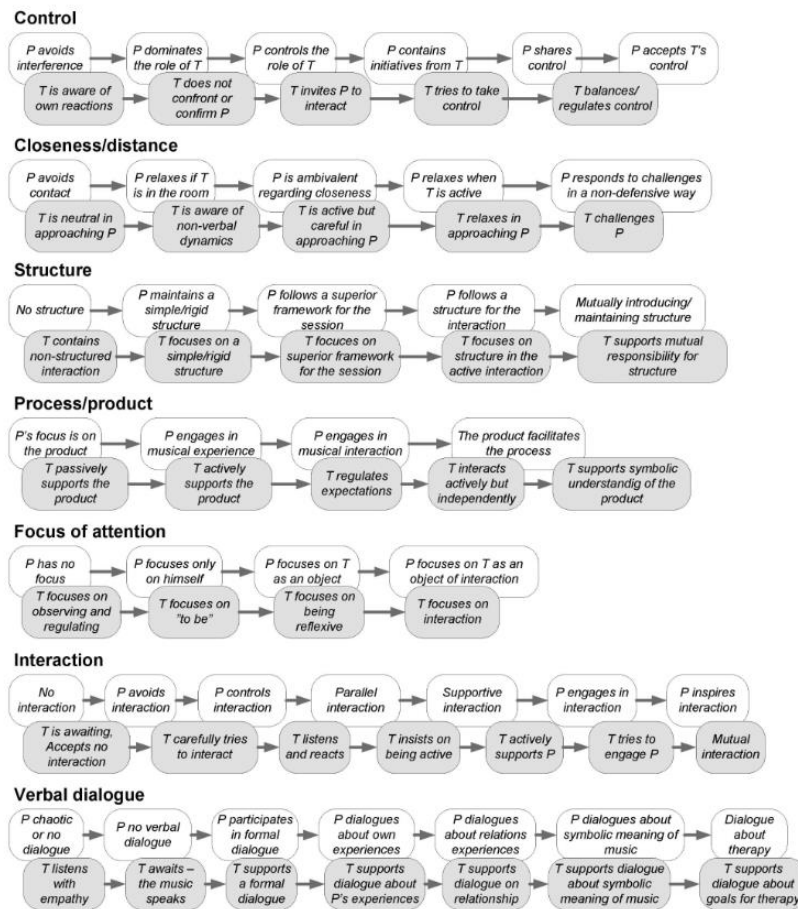 Control
P avoids
interference
P dominates
the role of T
P controls the
role of T
P contains
initiatives from T
P shares
control
P accepts T's
control
T is aware of
own reactions
T does not
confront or
confirm P
T invites P to
interact
T tries to take
control
T balances/
regulates control
Closeness/distance
P avoids
contact
P relaxes if T
is in the room
P is ambivalent
regarding closeness
P relaxes when
T is active
P responds to challenges
in a non-defensive way
T is neutral in
approaching P
T is aware of
non-verbal
dynamics
T is active but
careful in
approaching P
T relaxes in
approaching P
T challenges
P
Structure
No structure
P maintains a
simple/rigid
structure
P follows a superior
framework for the
session
P follows a
structure for the
interaction
Mutually introducing/
maintaining structure
T contains
non-structured
interaction
T focuses on a
simple/rigid
structure
T focuces on
superior framework
for the session
T focuses on
structure in the
active interaction
T supports mutual
responsibility for
structure
Process/product
P's focus is on
the product
P engages in
musical experience
P engages in
musical interaction
The product facilitates
the process
T passively
supports the
product
T actively
supports the
product
T regulates
expectations
T interacts
actively but
independently
T supports symbolic
understandig of the
product
Focus of attention
P has no
focus
P focuses only
on himself
P focuses on T
as an object
P focuses on T as an
object of interaction
T focuses on
observing and
regulating
T focuses on
"to be"
T focuses on
being
reflexive
T focuses on
interaction
Interaction
No
interaction
P avoids
interaction
P controls
interaction
Parallel
interaction
Supportive
interaction
P engages in
interaction
P inspires
interaction
T is awaiting,
Accepts no
interaction
T carefully tries
to interact
T listens
and reacts
T insists on
being active
T actively
supports P
T tries to
engage P
Mutual
interaction
Verbal dialogue
P chaotic
or no
dialogue
P no verbal
dialogue
P participates
in formal
dialogue
P dialogues
about own
experiences
P dialogues
about relations
experiences
P dialogues about
symbolic meaning of
music
Dialogue
about
therapy
T listens
with
empathy
T awaits –
the music
speaks
T supports
a formal
dialogue
T supports
dialogue about
P's experiences
T supports
dialogue on
relationship
T supports dialogue
about symbolic
meaning of music
T supports
dialogue about
goals for therapy